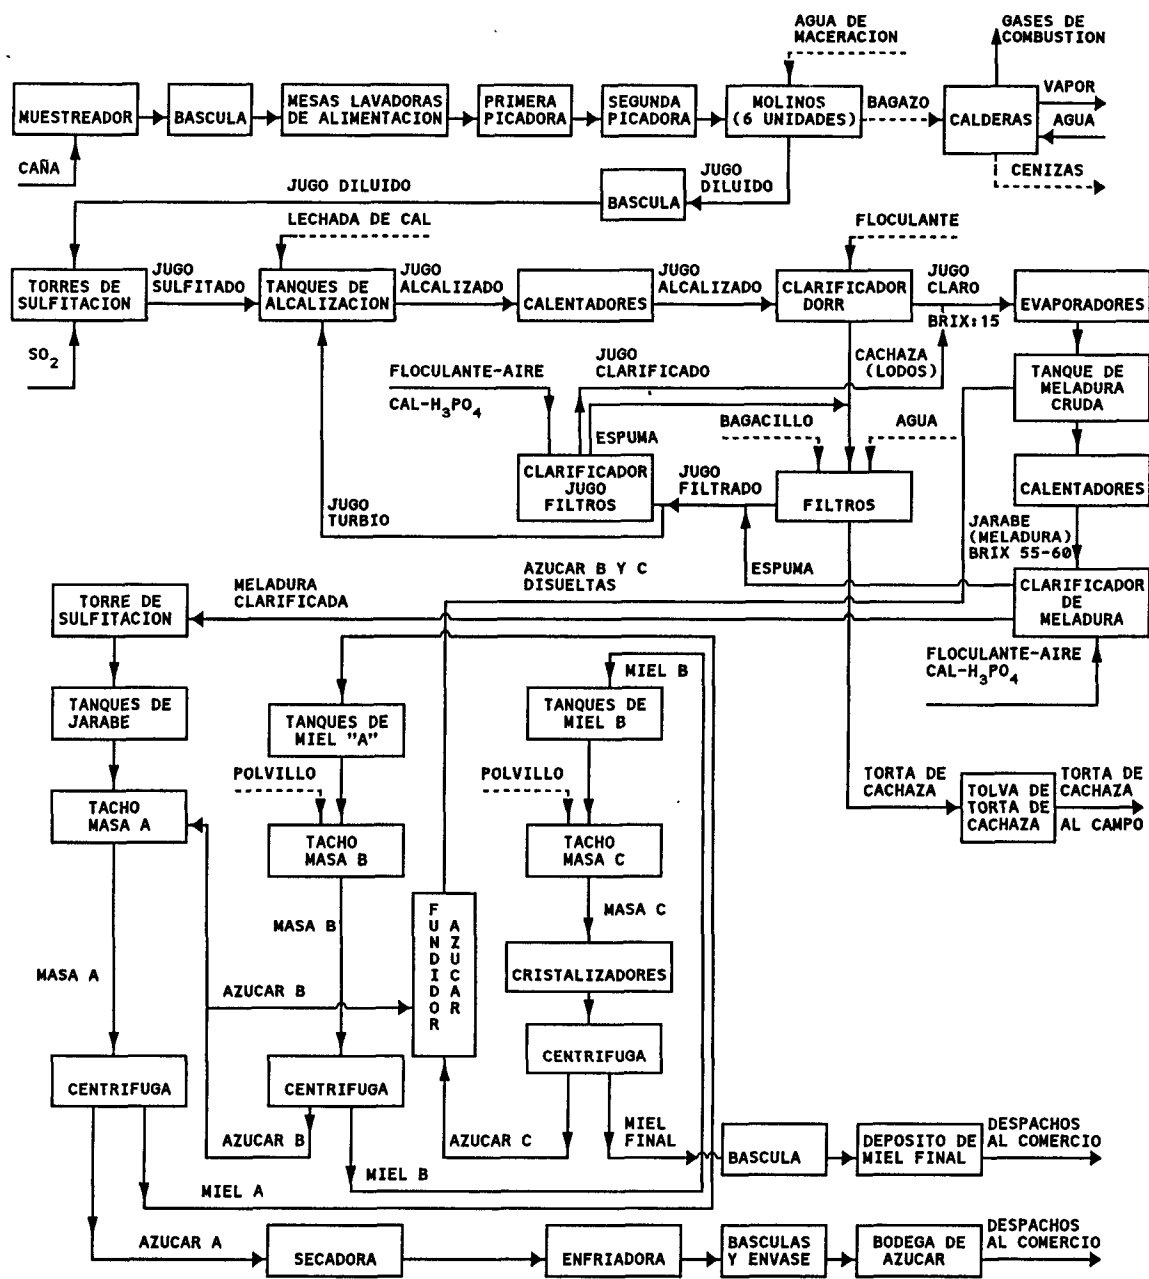 AGUA DE
MACERACION
GASES DE
COMBUSTION
MUESTREADOR
BASCULA
MESAS LAVADORAS
DE ALIMENTACION
PRIMERA
PICADORA
SEGUNDA
PICADORA
MOLINOS
(6 UNIDADES)
BAGAZO
CALDERAS
VAPOR
AGUA
CENIZAS
CAÑA
JUGO DILUIDO
BASCULA
JUGO
DILUIDO
LECHADA DE CAL
FLOCULANTE
TORRES DE
SULFITACION
JUGO
SULFITADO
TANQUES DE
ALCALIZACION
JUGO
ALCALIZADO
CALENTADORES
JUGO
ALCALIZADO
CLARIFICADOR
DORR
JUGO
CLARO
BRIX:15
EVAPORADORES
SO2
FLOCULANTE-AIRE
CAL-H3PO4
JUGO
CLARIFICADO
CACHAZA
(LODOS)
TANQUE DE
MELADURA
CRUDA
ESPUMA
BAGACILLO
AGUA
CLARIFICADOR
JUGO
FILTROS
JUGO
FILTRADO
FILTROS
CALENTADORES
JUGO
TURBIO
JARABE
(MELADURA)
BRIX 55-60
AZUCAR B Y C
DISUELTAS
ESPUMA
CLARIFICADOR
DE
MELADURA
TORRE DE
SULFITACION
MELADURA
CLARIFICADA
FLOCULANTE-AIRE
CAL-H3PO4
MIEL B
TANQUES DE
JARABE
TANQUES DE
MIEL "A"
TANQUES DE
MIEL B
POLVILLO
POLVILLO
TORTA DE
CACHAZA
TOLVA DE
TORTA DE
CACHAZA
TORTA DE
CACHAZA
AL CAMPO
TACHO
MASA A
TACHO
MASA B
TACHO
MASA C
MASA B
FUNDIDOR
AZUCAR
MASA C
MASA A
AZUCAR B
CRISTALIZADORES
CENTRIFUGA
CENTRIFUGA
CENTRIFUGA
AZUCAR B
AZUCAR C
MIEL
FINAL
BASCULA
DEPOSITO DE
MIEL FINAL
DESPACHOS
AL COMERCIO
MIEL B
MIEL A
AZUCAR A
SECADORA
ENFRIADORA
BASCULAS
Y ENVASE
BODEGA DE
AZUCAR
DESPACHOS
AL COMERCIO